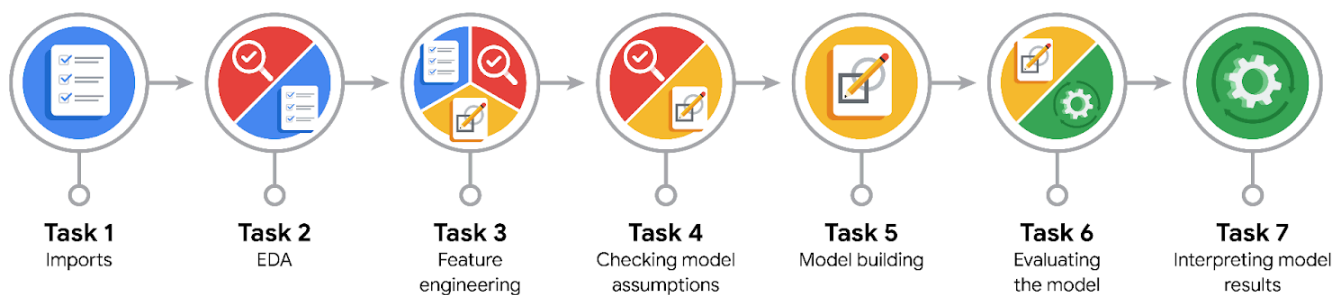 Task 1
Imports
Task 2
EDA
Task 3
Feature
engineering
Task 4
Checking model
assumptions
Task 5
Model building
Task 6
Evaluating
the model
Task 7
Interpreting model
results